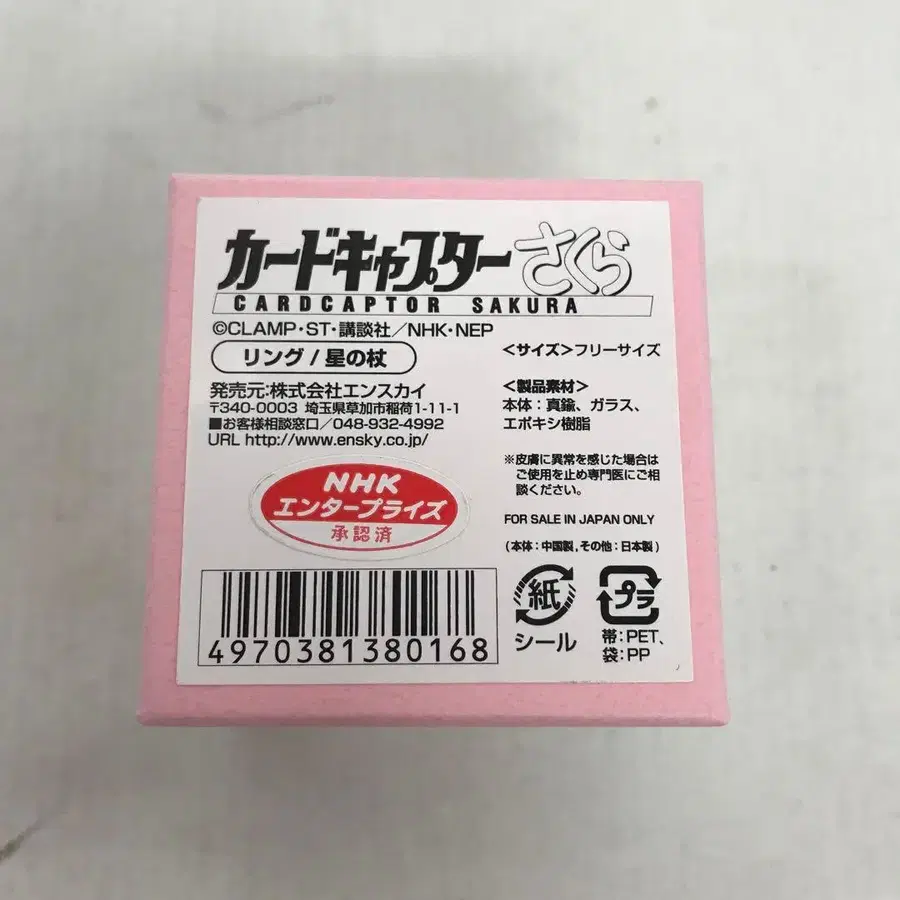 カードキャプターさくら
CARDCAPTOR SAKURA
©CLAMP・ST・講談社／NHK・NEP
リング / 星の杖
発売元:株式会社エンスカイ
〒340-0003 埼玉県草加市稲荷1-11-1
■お客様相談窓口／048-932-4992
URL http://www.ensky.co.jp/
NHK
エンタープライズ
承認済
4970381380168
<サイズ>フリーサイズ
<製品素材>
本体：真鍮、ガラス、
エポキシ樹脂
※皮膚に異常を感じた場合は
ご使用を止め専門医にご相
談ください。
FOR SALE IN JAPAN ONLY
(本体：中国製,その他：日本製)
紙
シール
プラ
帯：PET、
袋：PP